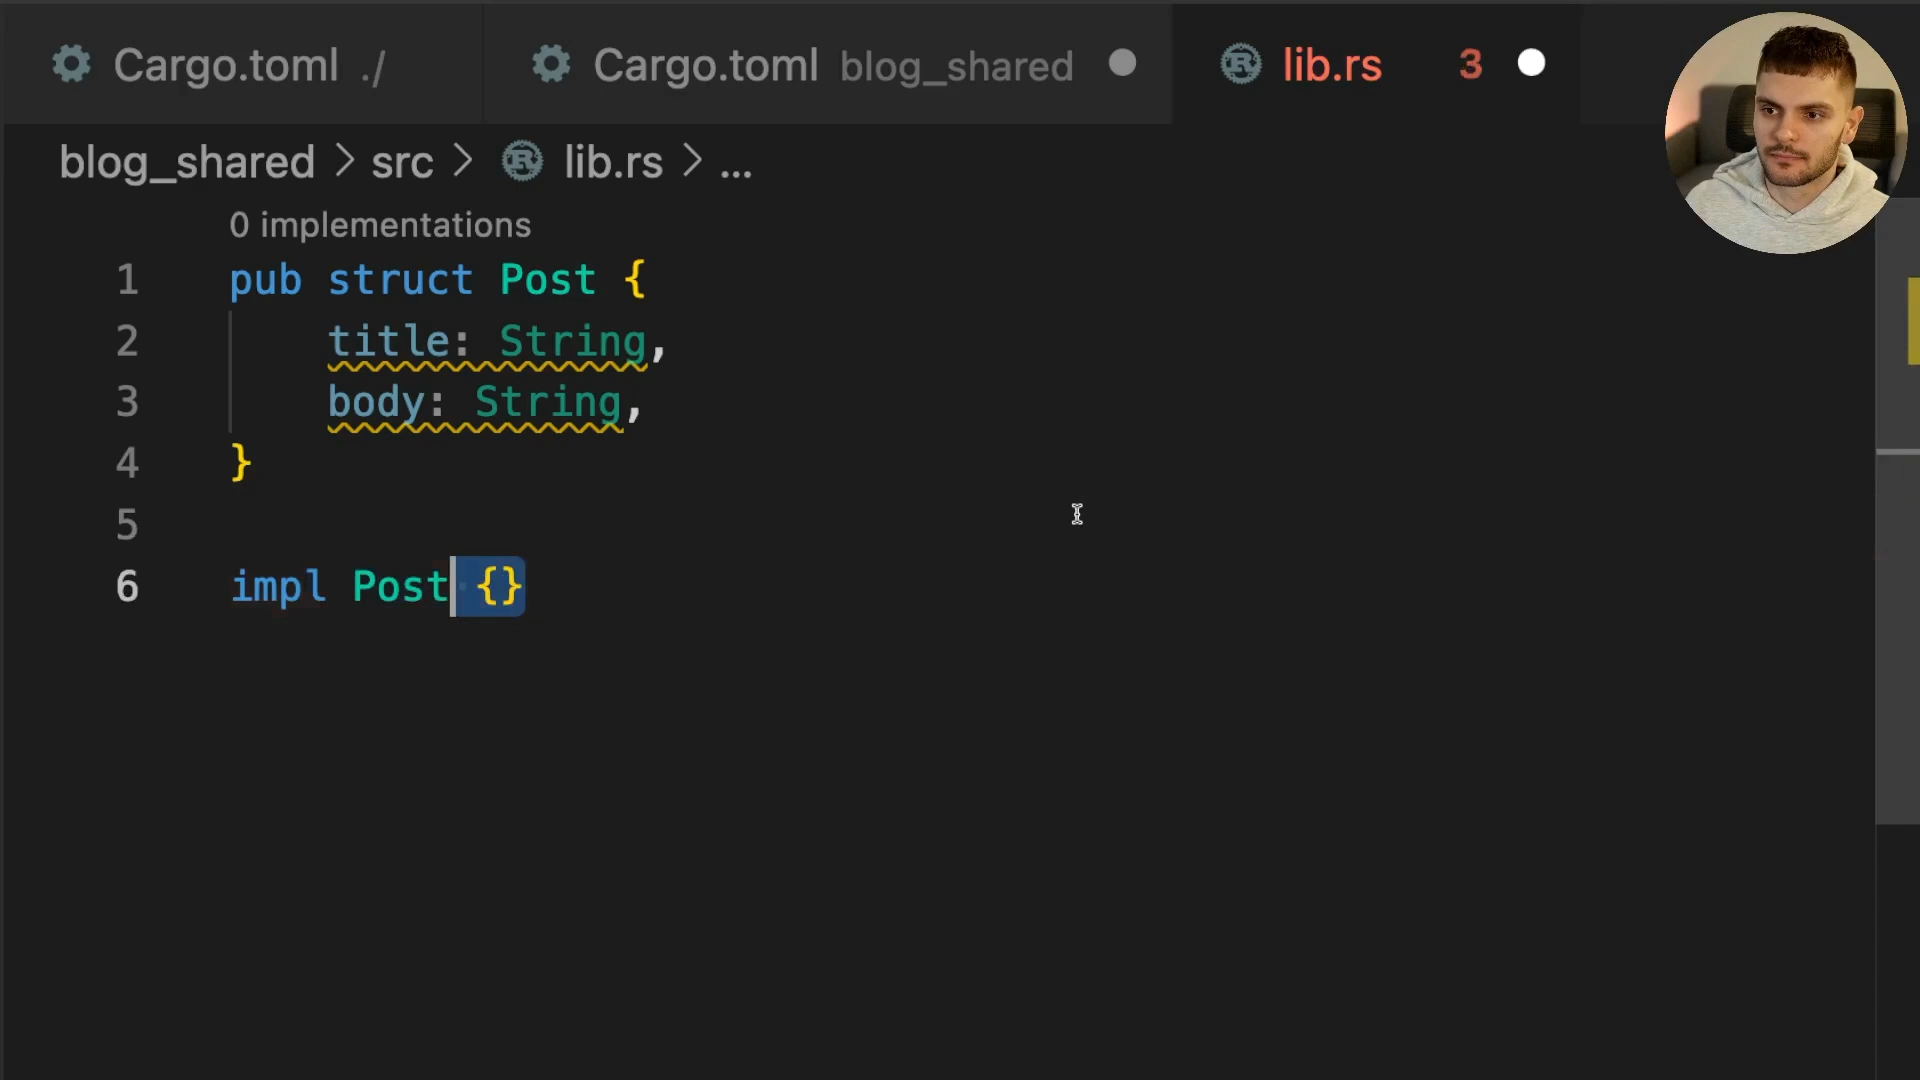 Cargo.toml ./
Cargo.toml blog_shared
lib.rs 3
blog_shared > src > lib.rs > ...
0 implementations
1 pub struct Post {
2 title: String,
3 body: String,
4 }
5
6 impl Post {}